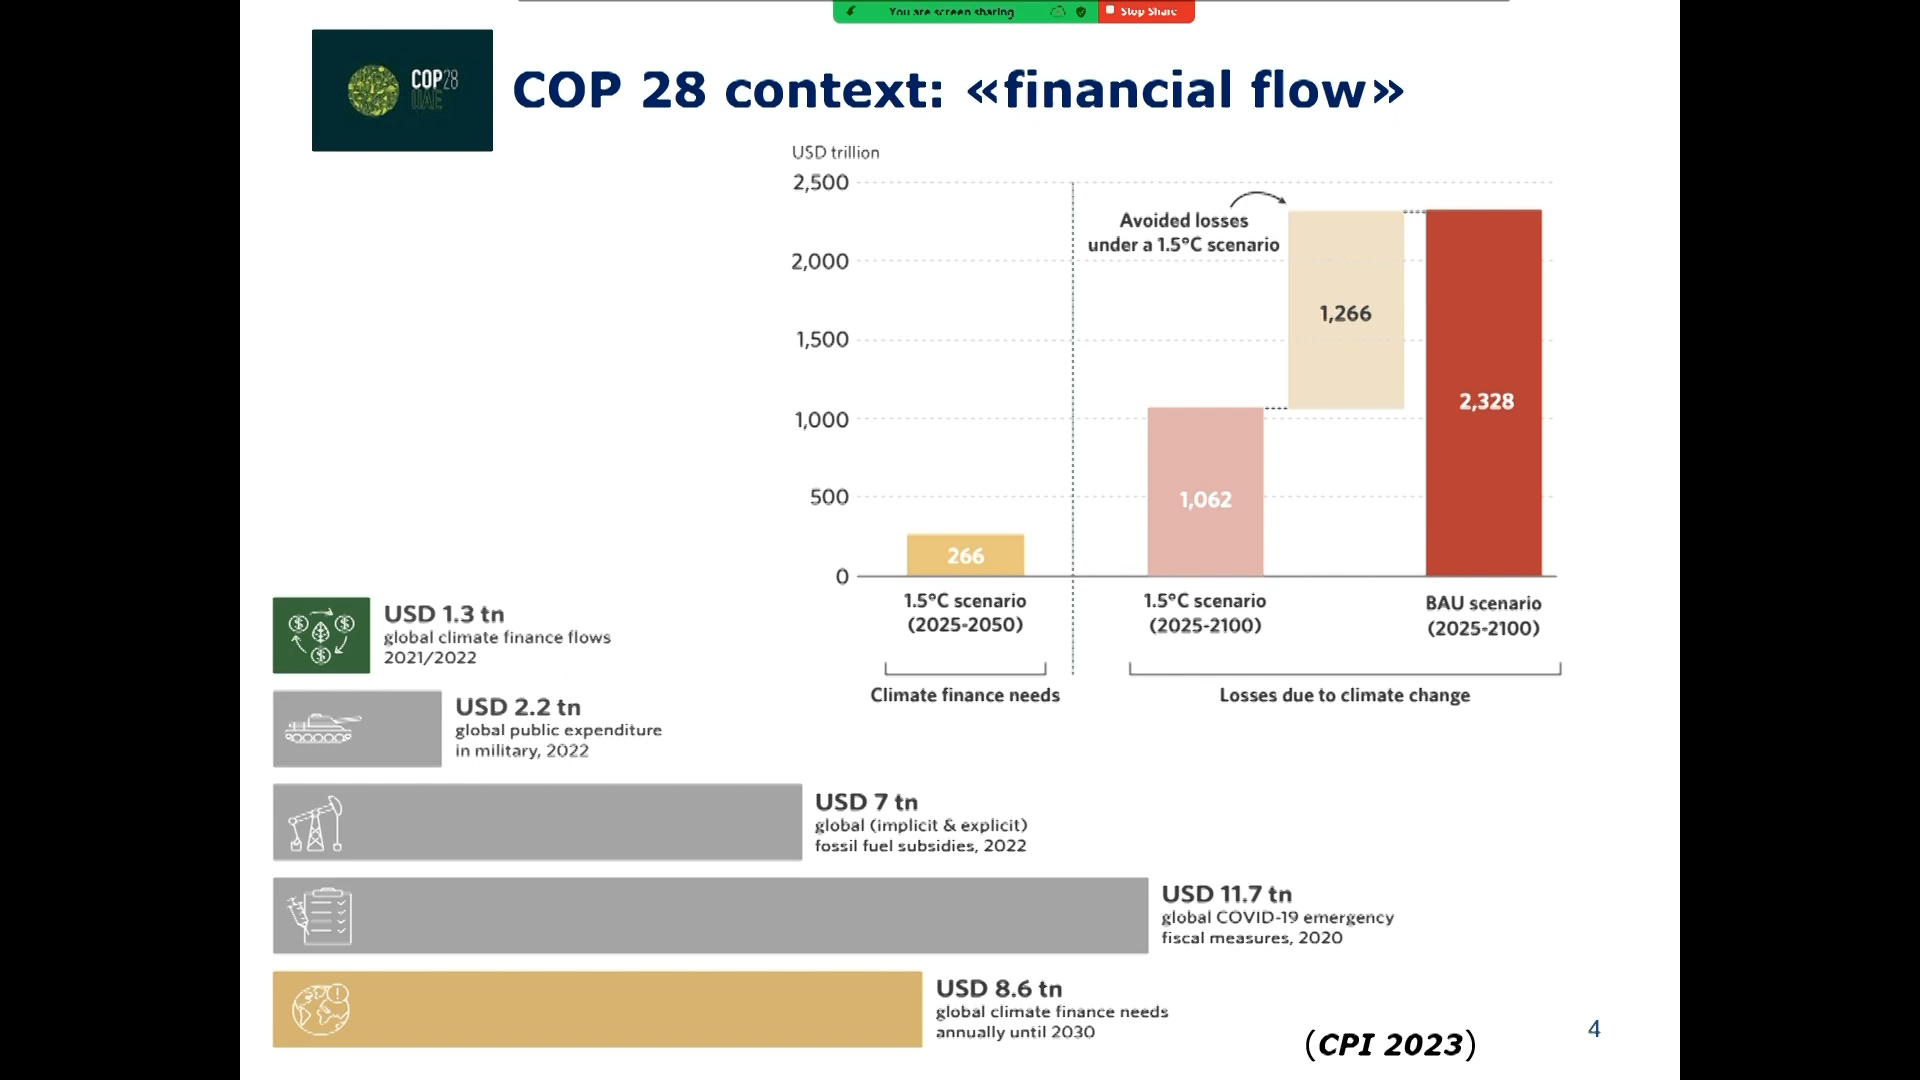 You are screen sharing
Stop Share
COP28
UAE
COP 28 context: «financial flow»
USD trillion
2,500
2,000
1,500
1,000
500
0
Avoided losses
under a 1.5°C scenario
266
1,062
1,266
2,328
1.5°C scenario
(2025-2050)
1.5°C scenario
(2025-2100)
BAU scenario
(2025-2100)
Climate finance needs
Losses due to climate change
USD 1.3 tn
global climate finance flows
2021/2022
USD 2.2 tn
global public expenditure
in military, 2022
USD 7 tn
global (implicit & explicit)
fossil fuel subsidies, 2022
USD 11.7 tn
global COVID-19 emergency
fiscal measures, 2020
USD 8.6 tn
global climate finance needs
annually until 2030
(CPI 2023)
4